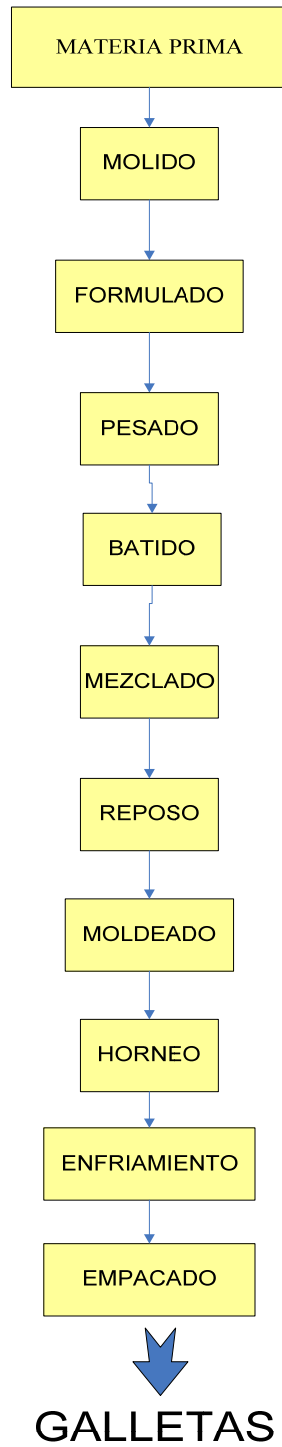 MATERIA PRIMA
MOLIDO
FORMULADO
PESADO
BATIDO
MEZCLADO
REPOSO
MOLDEADO
HORNEO
ENFRIAMIENTO
EMPACADO
GALLETAS